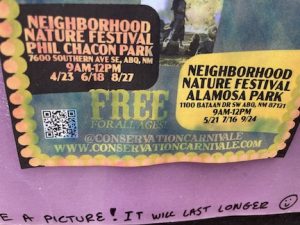 NEIGHBORHOOD
NATURE FESTIVAL
PHIL CHACON PARK
7600 SOUTHERN AVE SE, ABQ, NM
9AM-12PM
4/23 6/18 8/27
NEIGHBORHOOD
NATURE FESTIVAL
ALAMOSA PARK
1100 BATAAN DR SW ABQ, NM 87121
9AM-12PM
5/21 7/16 9/24
FREE
FOR ALL AGES!
@CONSERVATIONCARNIVALE
WWW.CONSERVATIONCARNIVALE.COM
E A PICTURE! IT WILL LAST LONGER